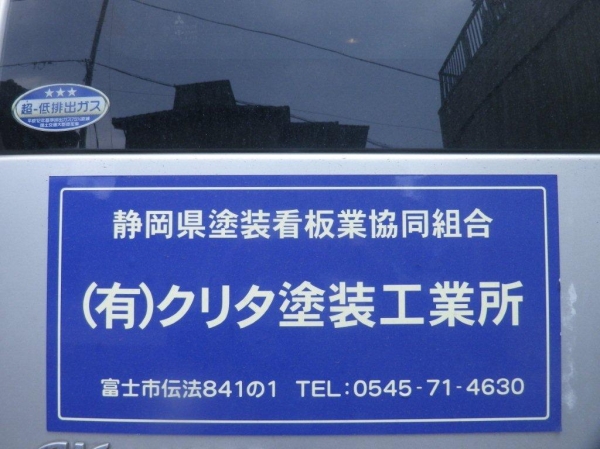 ★★★
超-低排出ガス
静岡県塗装看板業協同組合
(有)クリタ塗装工業所
富士市伝法841の1 TEL:0545-71-4630